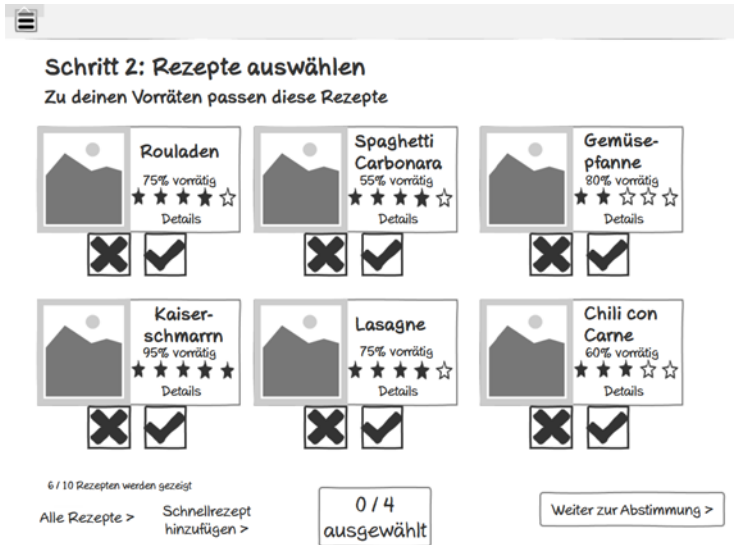 Schritt 2: Rezepte auswählen
Zu deinen Vorräten passen diese Rezepte
Rouladen
75% vorrätig
Details
Spaghetti
Carbonara
55% vorrätig
Details
Gemüse-
pfanne
80% vorrätig
Details
Kaiser-
schmarrn
95% vorrätig
Details
Lasagne
75% vorrätig
Details
Chili con
Carne
60% vorrätig
Details
6 / 10 Rezepten werden gezeigt
Alle Rezepte >
Schnellrezept
hinzufügen >
0 / 4
ausgewählt
Weiter zur Abstimmung >